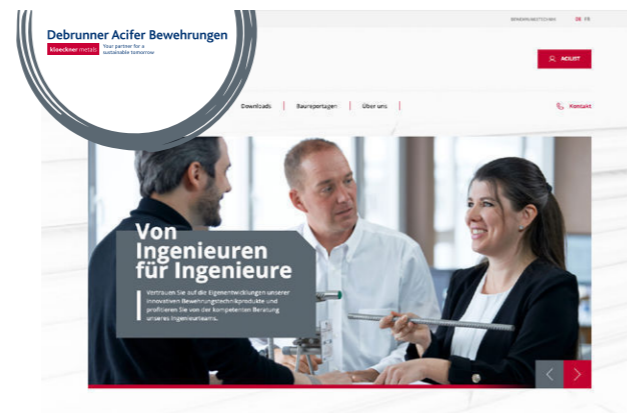 Debrunner Acifer Bewehrungen
kloeckner metals Your partner for a
sustainable tomorrow
DE FR
ACILIST
Downloads Baureportagen Über uns
Kontakt
Von
Ingenieuren
für Ingenieure
Vertrauen Sie auf die Eigenentwicklungen unserer
innovativen Bewehrungstechnikprodukte und
profitieren Sie von der kompetenten Beratung
unseres Ingenieurteams.